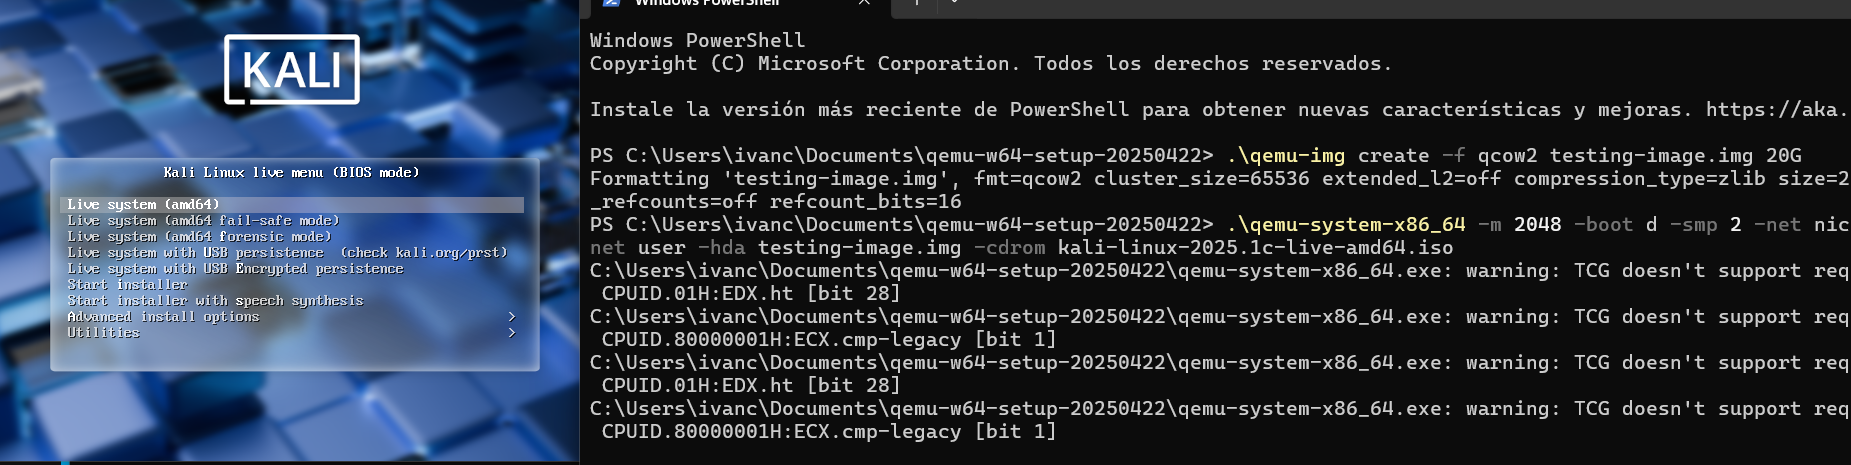 KALI
Kali Linux live menu (BIOS mode)
Live system (amd64)
Live system (amd64 fail-safe mode)
Live system (amd64 forensic mode)
Live system with USB persistence  (check kali.org/prst)
Live system with USB Encrypted persistence
Start installer
Start installer with speech synthesis
Advanced install options >
Utilities >
Windows PowerShell
Windows PowerShell
Copyright (C) Microsoft Corporation. Todos los derechos reservados.
Instale la versión más reciente de PowerShell para obtener nuevas características y mejoras. https://aka.
PS C:\Users\ivanc\Documents\qemu-w64-setup-20250422> .\qemu-img create -f qcow2 testing-image.img 20G
Formatting 'testing-image.img', fmt=qcow2 cluster_size=65536 extended_l2=off compression_type=zlib size=2
_refcounts=off refcount_bits=16
PS C:\Users\ivanc\Documents\qemu-w64-setup-20250422> .\qemu-system-x86_64 -m 2048 -boot d -smp 2 -net nic
net user -hda testing-image.img -cdrom kali-linux-2025.1c-live-amd64.iso
C:\Users\ivanc\Documents\qemu-w64-setup-20250422\qemu-system-x86_64.exe: warning: TCG doesn't support req
CPUID.01H:EDX.ht [bit 28]
C:\Users\ivanc\Documents\qemu-w64-setup-20250422\qemu-system-x86_64.exe: warning: TCG doesn't support req
CPUID.80000001H:ECX.cmp-legacy [bit 1]
C:\Users\ivanc\Documents\qemu-w64-setup-20250422\qemu-system-x86_64.exe: warning: TCG doesn't support req
CPUID.01H:EDX.ht [bit 28]
C:\Users\ivanc\Documents\qemu-w64-setup-20250422\qemu-system-x86_64.exe: warning: TCG doesn't support req
CPUID.80000001H:ECX.cmp-legacy [bit 1]